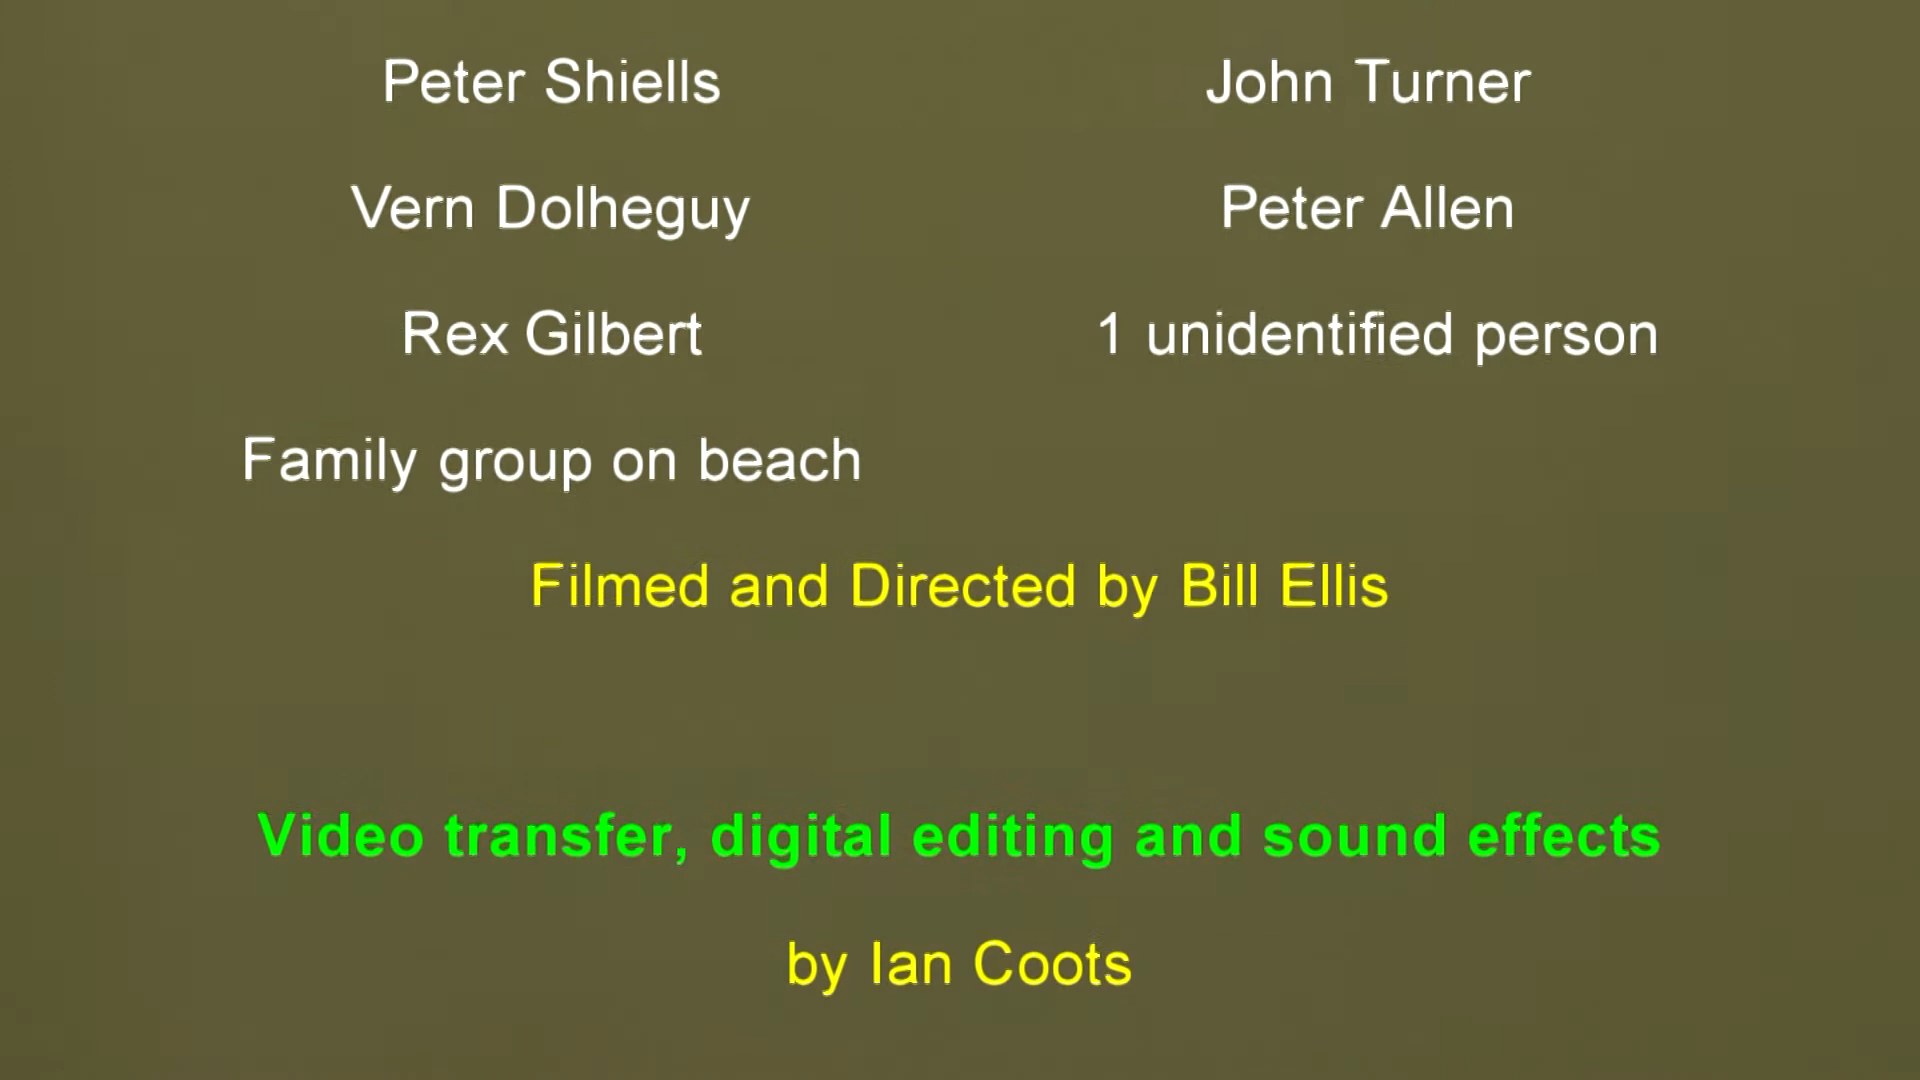 Peter Shiells John Turner
Vern Dolheguy Peter Allen
Rex Gilbert 1 unidentified person
Family group on beach
Filmed and Directed by Bill Ellis
Video transfer, digital editing and sound effects
by Ian Coots